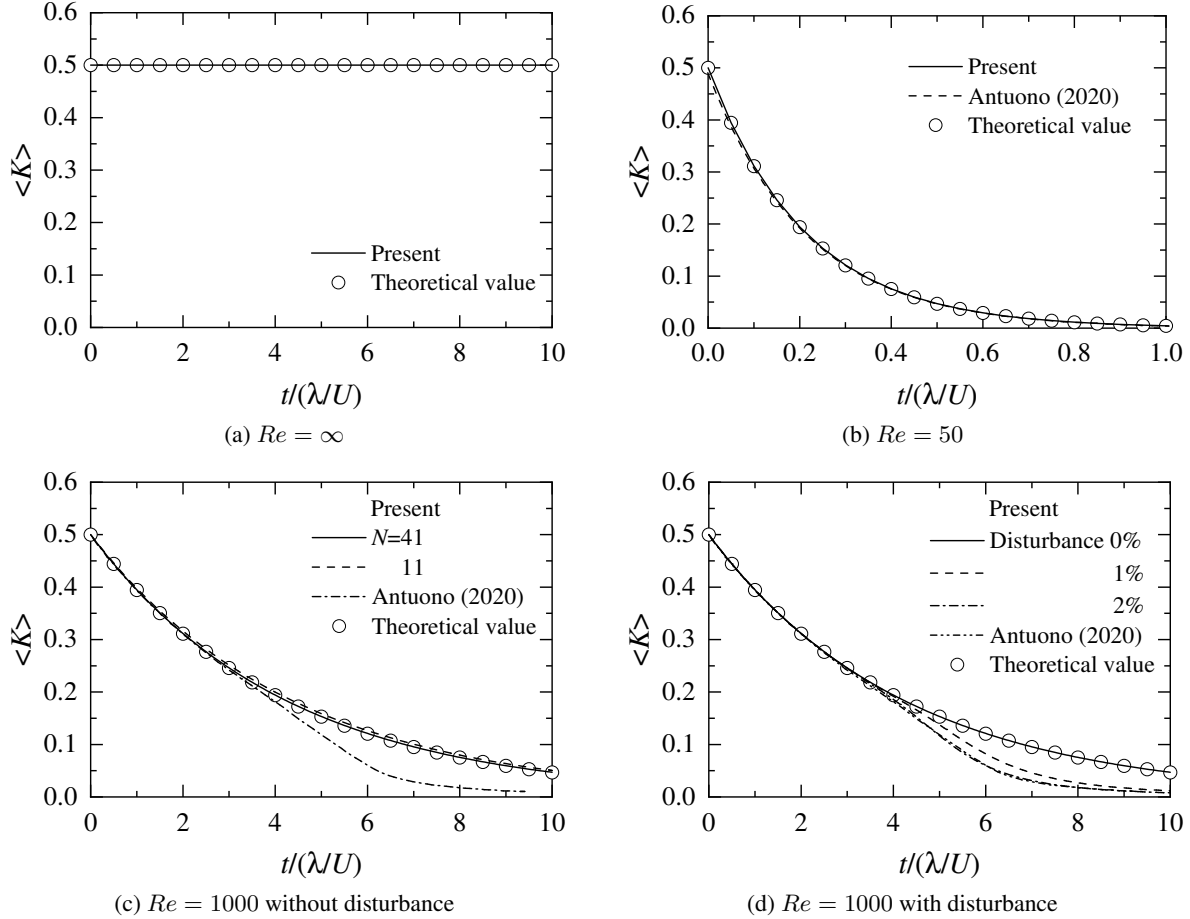 0.6
0.5
0.4
0.3
0.2
0.1
0.0
<K>
Present
Theoretical value
0 2 4 6 8 10
t/(λ/U)
(a) Re = ∞
0.6
0.5
0.4
0.3
0.2
0.1
0.0
<K>
Present
Antuono (2020)
Theoretical value
0.0 0.2 0.4 0.6 0.8 1.0
t/(λ/U)
(b) Re = 50
0.6
0.5
0.4
0.3
0.2
0.1
0.0
<K>
Present
N=41
11
Antuono (2020)
Theoretical value
0 2 4 6 8 10
t/(λ/U)
(c) Re = 1000 without disturbance
0.6
0.5
0.4
0.3
0.2
0.1
0.0
<K>
Present
Disturbance 0%
1%
2%
Antuono (2020)
Theoretical value
0 2 4 6 8 10
t/(λ/U)
(d) Re = 1000 with disturbance